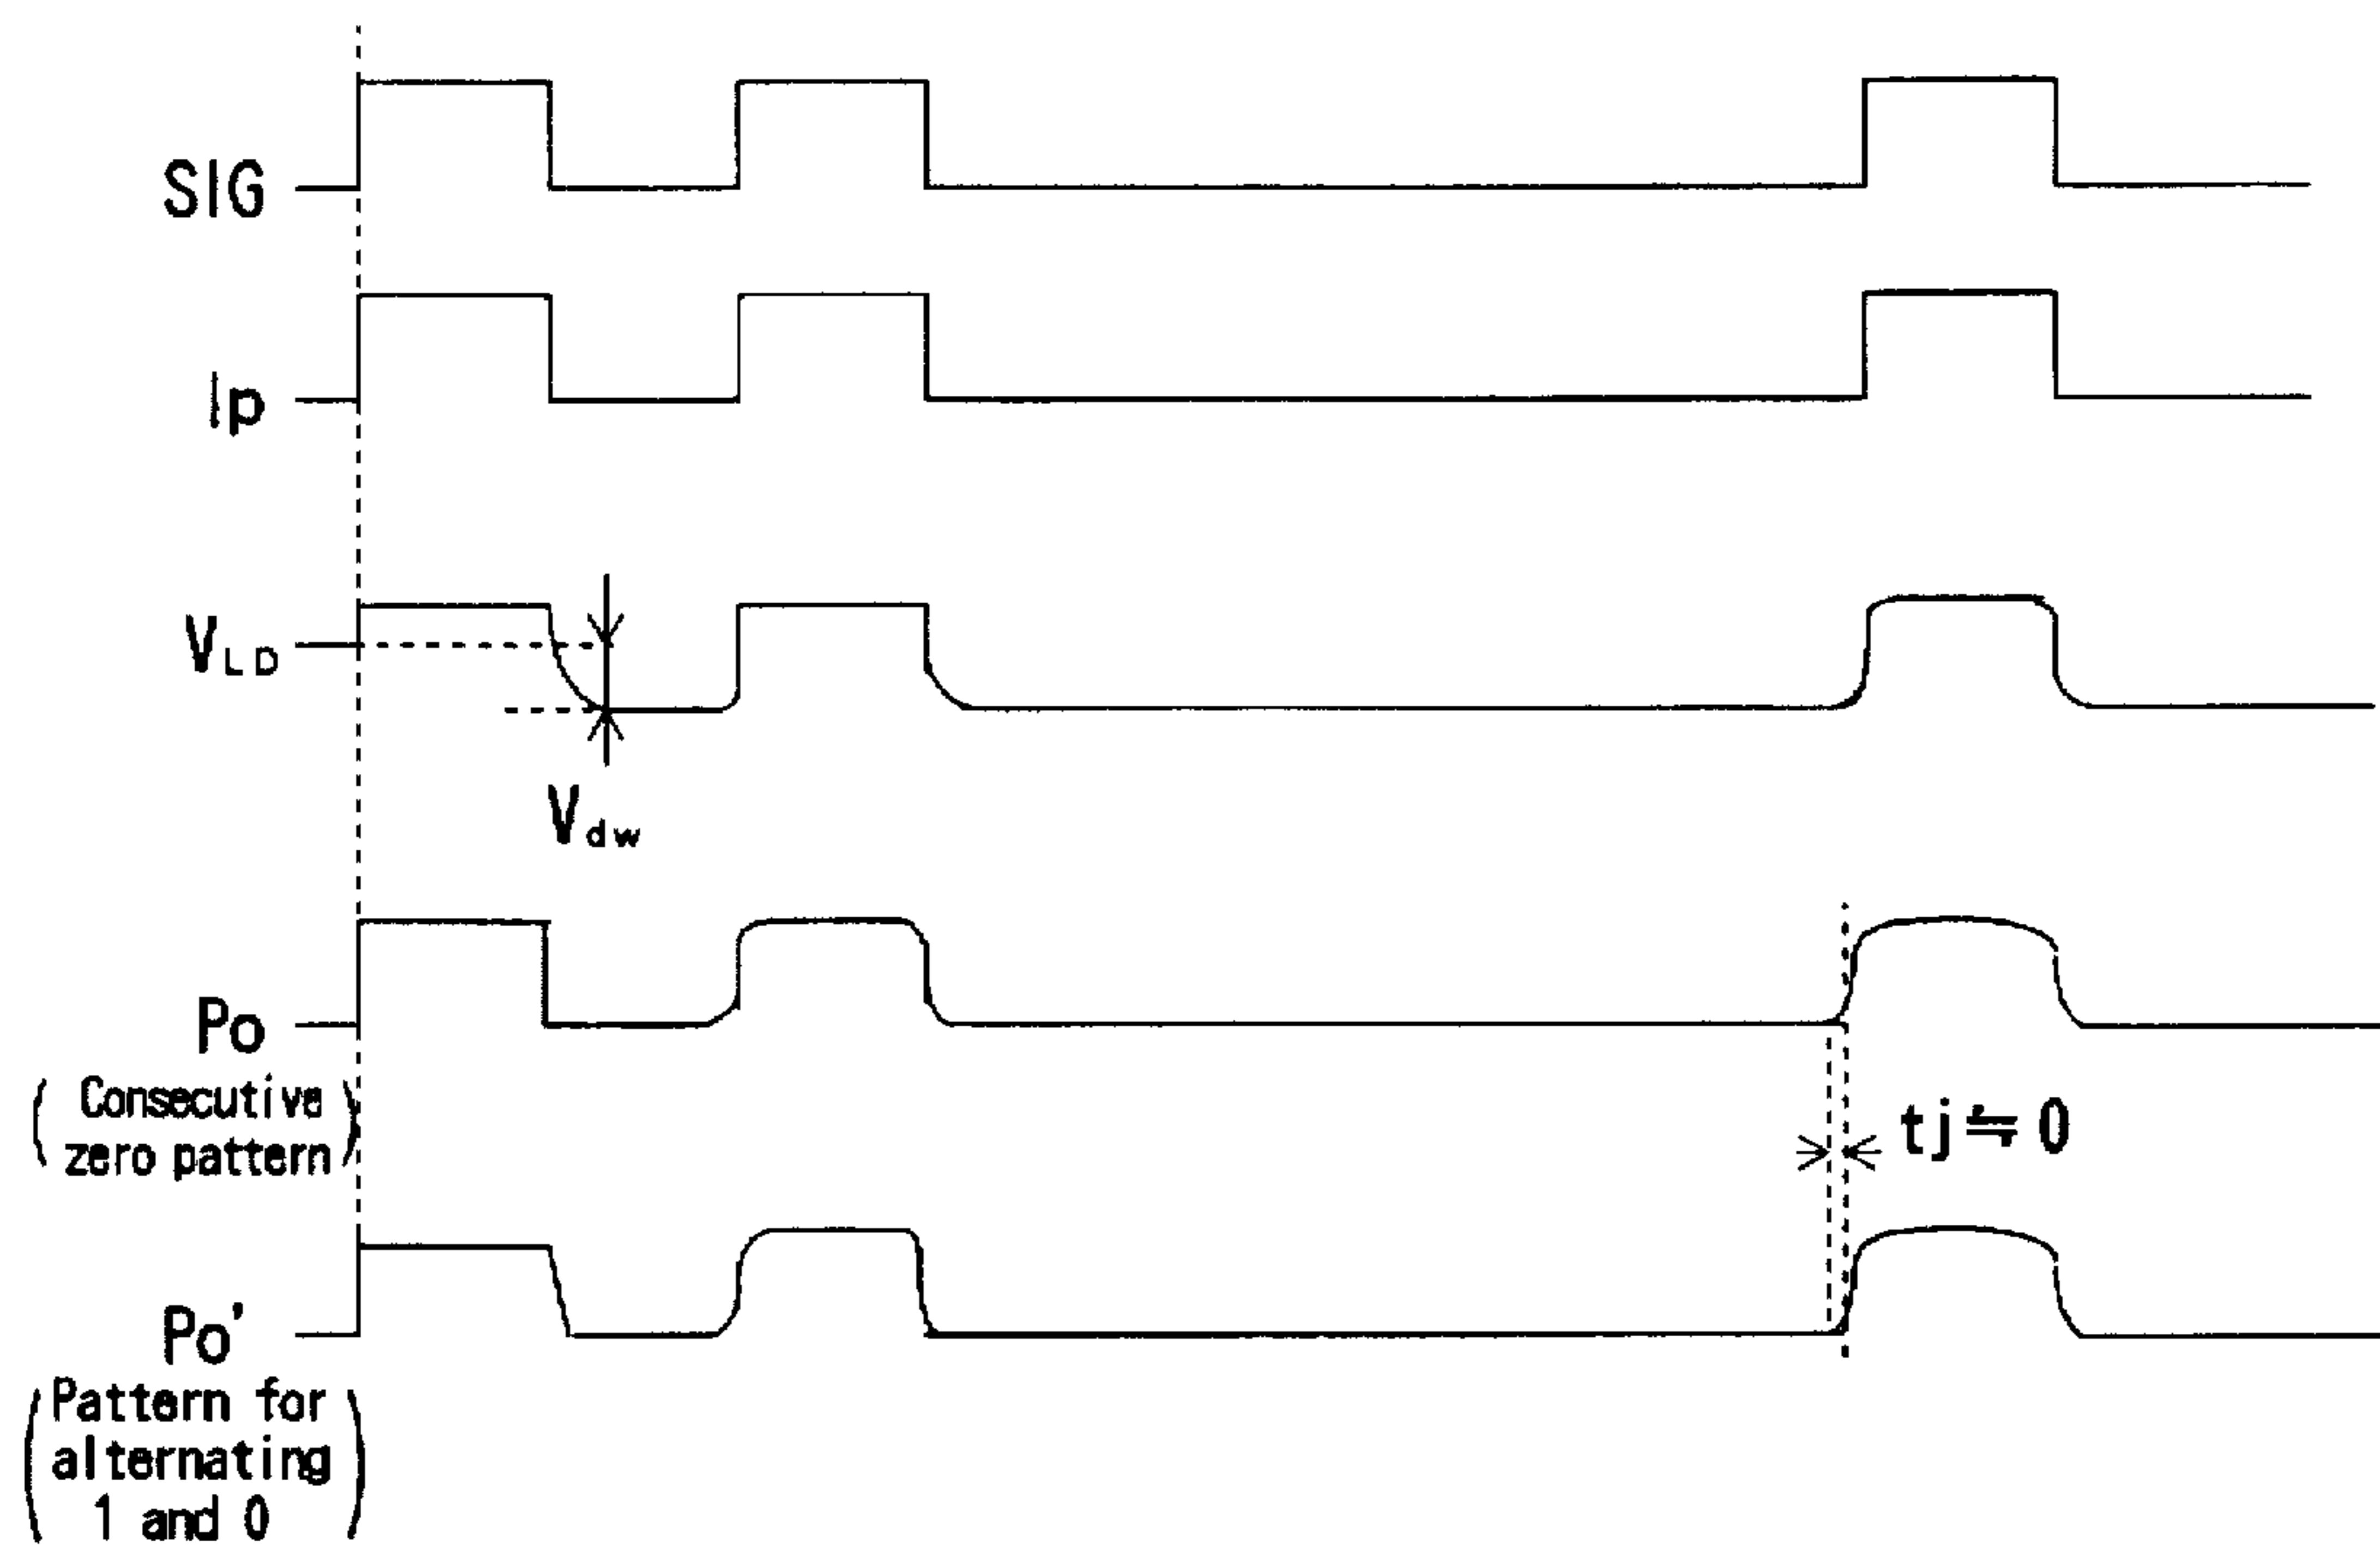 SIG
Ip
VLD
Vdw
Po
( Consecutive
zero pattern )
tj≒0
Po'
( Pattern for
alternating
1 and 0 )